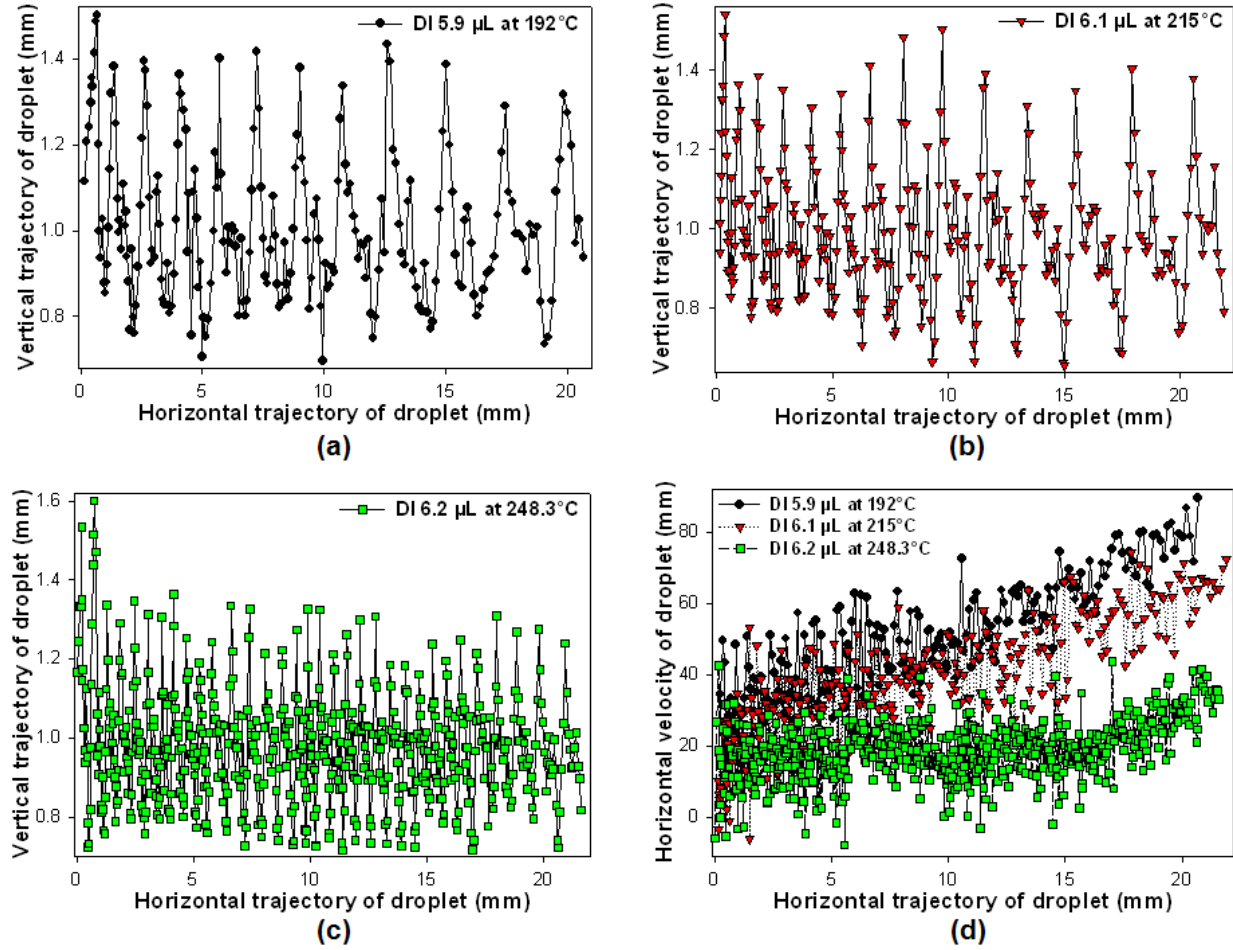 DI 5.9 µL at 192°C
Vertical trajectory of droplet (mm)
1.4
1.2
1.0
0.8
0 5 10 15 20
Horizontal trajectory of droplet (mm)
(a)
DI 6.1 µL at 215°C
Vertical trajectory of droplet (mm)
1.4
1.2
1.0
0.8
0 5 10 15 20
Horizontal trajectory of droplet (mm)
(b)
DI 6.2 µL at 248.3°C
Vertical trajectory of droplet (mm)
1.6
1.4
1.2
1.0
0.8
0 5 10 15 20
Horizontal trajectory of droplet (mm)
(c)
DI 5.9 µL at 192°C
DI 6.1 µL at 215°C
DI 6.2 µL at 248.3°C
Horizontal velocity of droplet (mm)
80
60
40
20
0
0 5 10 15 20
Horizontal trajectory of droplet (mm)
(d)